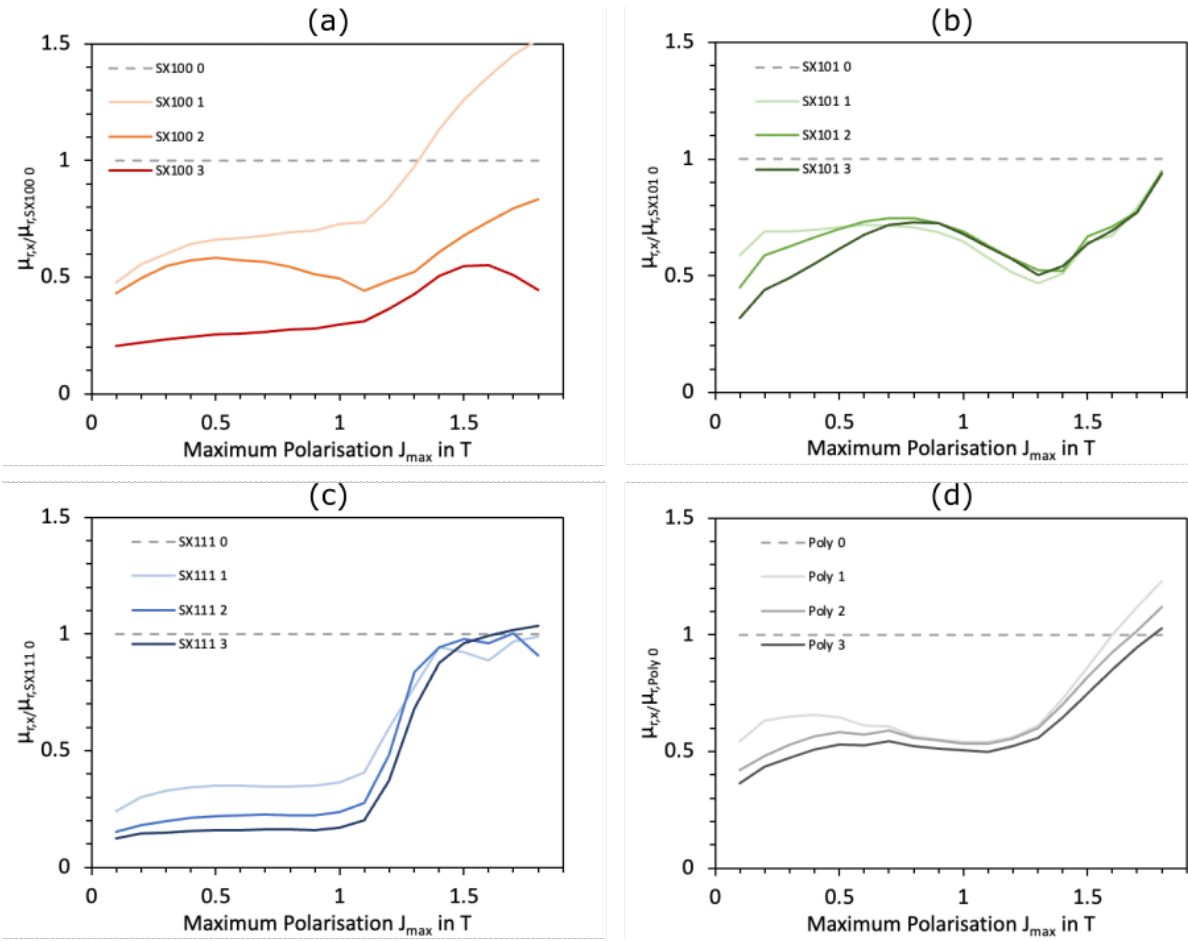 (a)
1.5
1
0.5
0
μr,x/μr,SX100 0
SX100 0
SX100 1
SX100 2
SX100 3
0
0.5
1
1.5
Maximum Polarisation Jmax in T
(b)
1.5
1
0.5
0
μr,x/μr,SX101 0
SX101 0
SX101 1
SX101 2
SX101 3
0
0.5
1
1.5
Maximum Polarisation Jmax in T
(c)
1.5
1
0.5
0
μr,x/μr,SX111 0
SX111 0
SX111 1
SX111 2
SX111 3
0
0.5
1
1.5
Maximum Polarisation Jmax in T
(d)
1.5
1
0.5
0
μr,x/μr,Poly 0
Poly 0
Poly 1
Poly 2
Poly 3
0
0.5
1
1.5
Maximum Polarisation Jmax in T